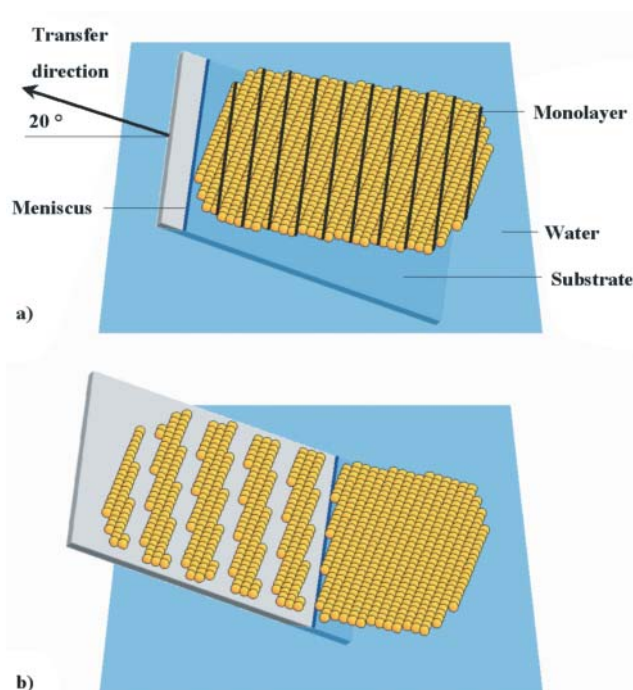 Transfer
direction
20 °
Monolayer
Meniscus
Water
Substrate
a)
b)